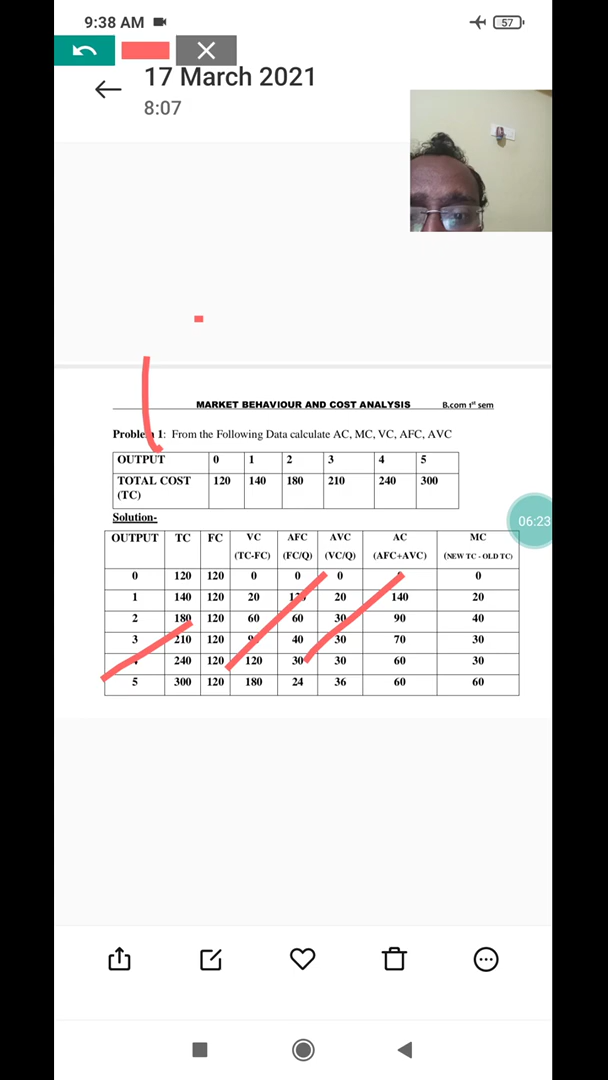 9:38 AM
57
17 March 2021
8:07
MARKET BEHAVIOUR AND COST ANALYSIS B.com 1st sem
Problem 1: From the Following Data calculate AC, MC, VC, AFC, AVC
OUTPUT 0 1 2 3 4 5
TOTAL COST (TC) 120 140 180 210 240 300
06:23
Solution-
OUTPUT TC FC VC (TC-FC) AFC (FC/Q) AVC (VC/Q) AC (AFC+AVC) MC (NEW TC - OLD TC)
0 120 120 0 0 0 0
1 140 120 20 20 140 20
2 180 120 60 60 30 90 40
3 210 120 40 30 70 30
240 120 120 30 30 60 30
5 300 120 180 24 36 60 60